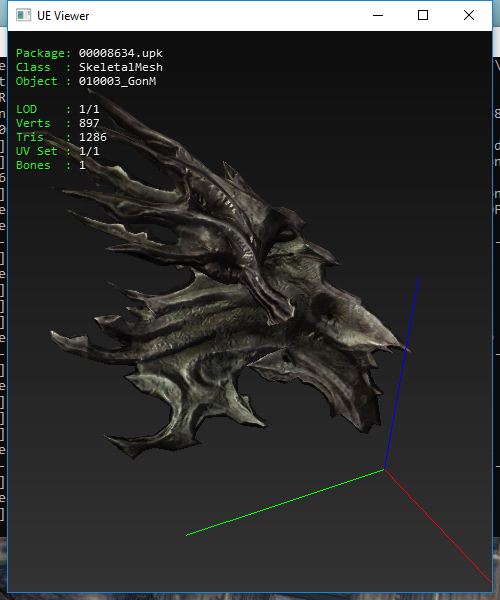 UE Viewer
Package: 00008634.upk
Class : SkeletalMesh
Object : 010003_GonM
LOD : 1/1
Verts : 897
Tris : 1286
UV Set : 1/1
Bones : 1